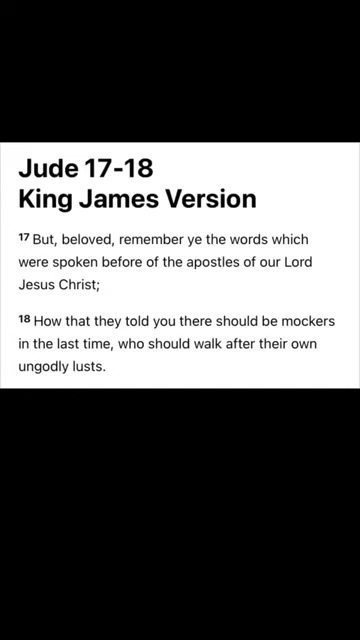 Jude 17-18
King James Version
17 But, beloved, remember ye the words which
were spoken before of the apostles of our Lord
Jesus Christ;
18 How that they told you there should be mockers
in the last time, who should walk after their own
ungodly lusts.